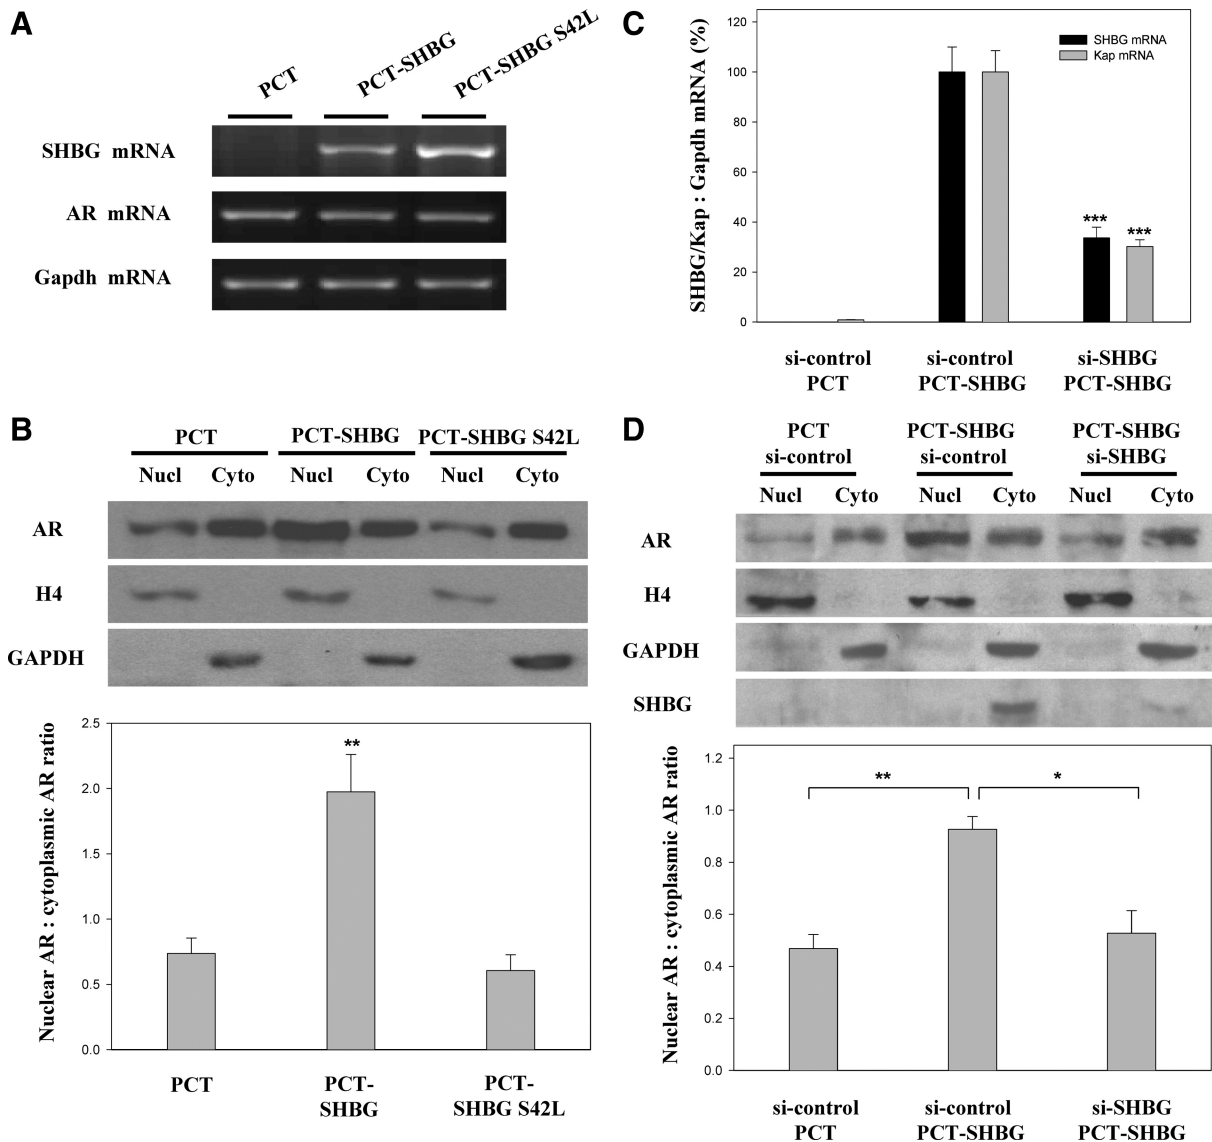 A
PCT
PCT-SHBG
PCT-SHBG S42L
SHBG mRNA
AR mRNA
Gapdh mRNA
B
PCT
PCT-SHBG
PCT-SHBG S42L
Nucl Cyto Nucl Cyto Nucl Cyto
AR
H4
GAPDH
Nuclear AR : cytoplasmic AR ratio
2.5
2.0
1.5
1.0
0.5
0.0
**
PCT
PCT-
SHBG
PCT-
SHBG S42L
C
SHBG/Kap : Gapdh mRNA (%)
120
100
80
60
40
20
0
SHBG mRNA
Kap mRNA
***
***
si-control
PCT
si-control
PCT-SHBG
si-SHBG
PCT-SHBG
D
PCT
si-control
PCT-SHBG
si-control
PCT-SHBG
si-SHBG
Nucl Cyto Nucl Cyto Nucl Cyto
AR
H4
GAPDH
SHBG
Nuclear AR : cytoplasmic AR ratio
1.2
1.0
0.8
0.6
0.4
0.2
0.0
**
*
si-control
PCT
si-control
PCT-SHBG
si-SHBG
PCT-SHBG